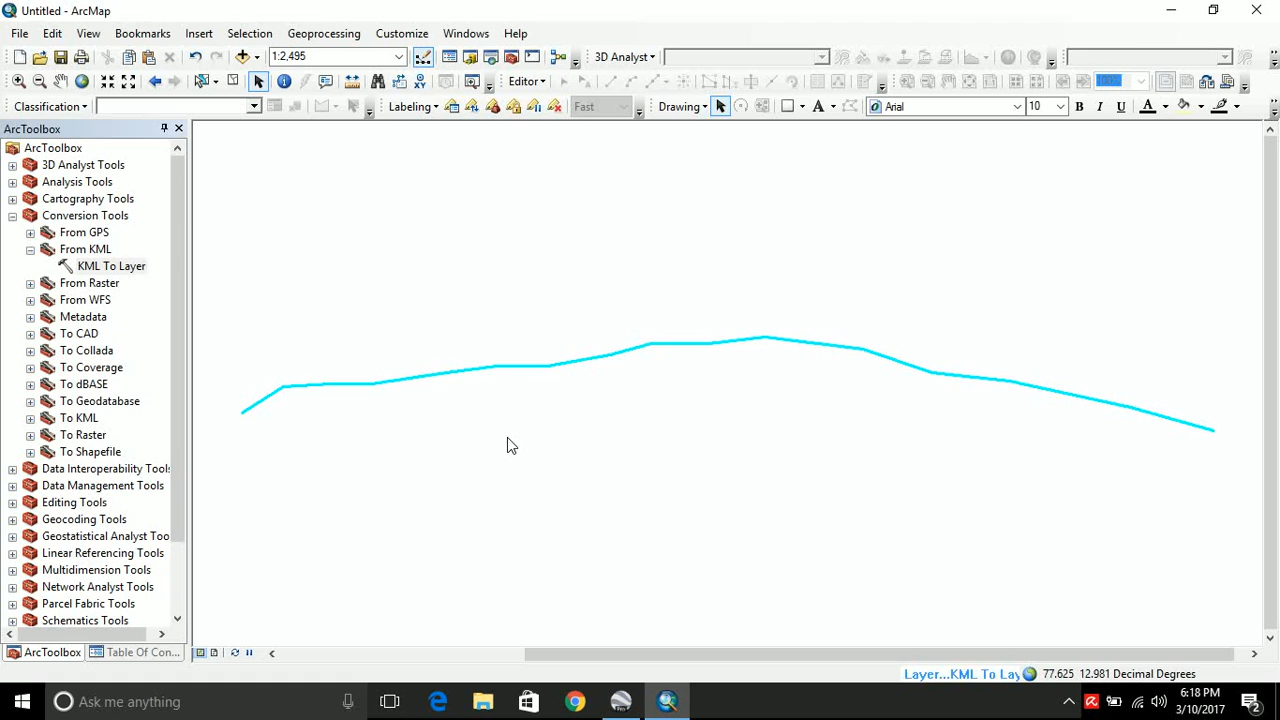 Untitled - ArcMap
File Edit View Bookmarks Insert Selection Geoprocessing Customize Windows Help
1:2,495 3D Analyst
Editor
Classification Labeling Fast Drawing Arial 10 B I U A
ArcToolbox
ArcToolbox
3D Analyst Tools
Analysis Tools
Cartography Tools
Conversion Tools
From GPS
From KML
KML To Layer
From Raster
From WFS
Metadata
To CAD
To Collada
To Coverage
To dBASE
To Geodatabase
To KML
To Raster
To Shapefile
Data Interoperability Tools
Data Management Tools
Editing Tools
Geocoding Tools
Geostatistical Analyst Too
Linear Referencing Tools
Multidimension Tools
Network Analyst Tools
Parcel Fabric Tools
Schematics Tools
ArcToolbox Table Of Con...
Layer...KML To Lay 77.625 12.981 Decimal Degrees
Ask me anything
6:18 PM
3/10/2017
2